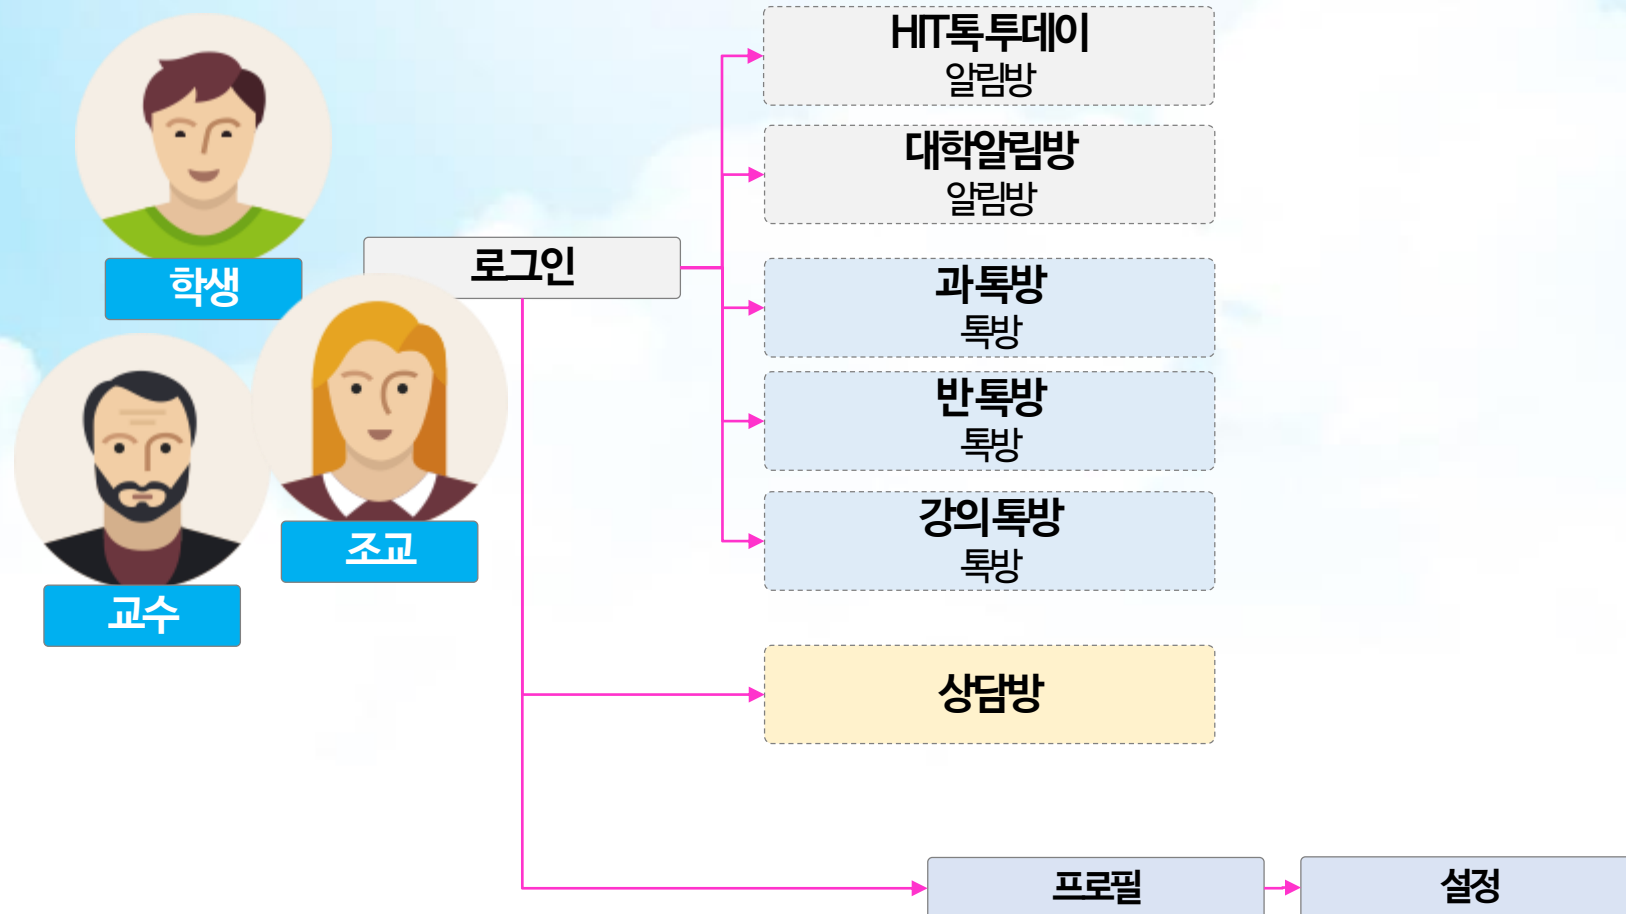 HIT톡 투데이
알림방
대학알림방
알림방
학생
로그인
과 톡방
톡방
반 톡방
톡방
강의 톡방
톡방
조교
교수
상담방
프로필
설정